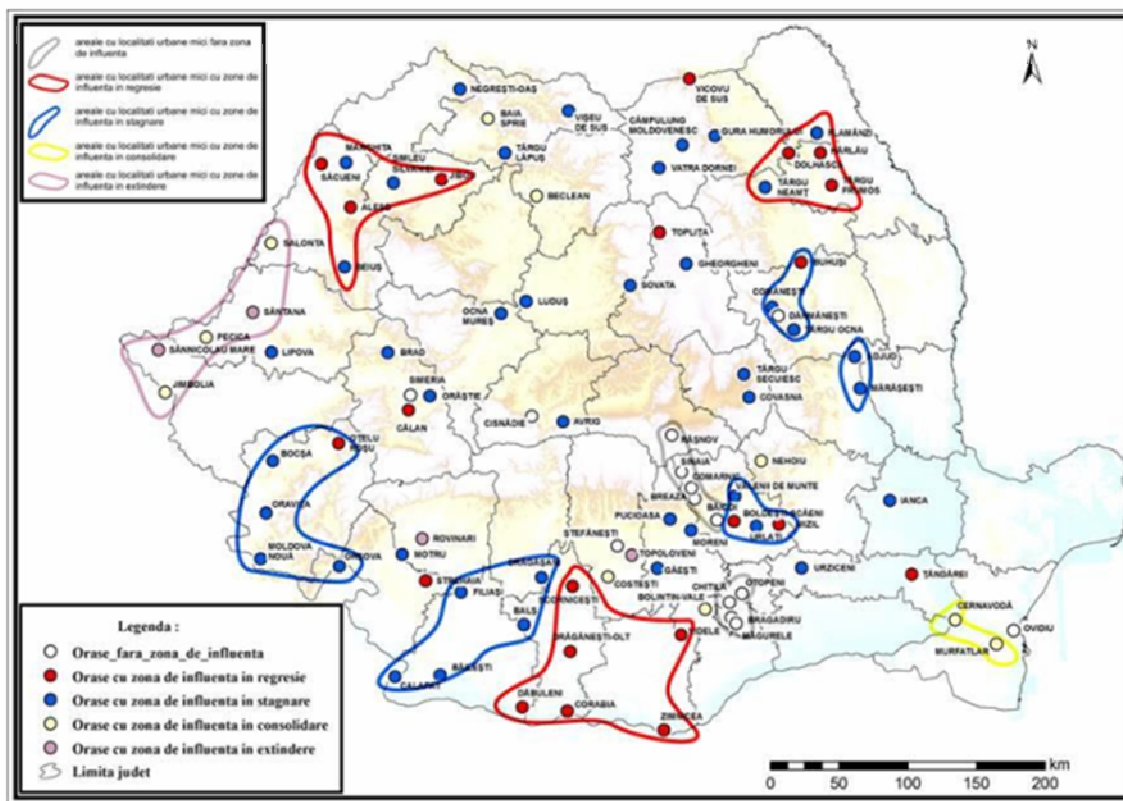 areale cu localitati urbane mici fara zona
de influenta
areale cu localitati urbane mici cu zone de
influenta in regresie
areale cu localitati urbane mici cu zone de
influenta in stagnare
areale cu localitati urbane mici cu zone de
influenta in consolidare
areale cu localitati urbane mici cu zone de
influenta in extindere
N
NEGREȘTI-OAȘ
BAIA
SPRIE
VIȘEU
DE SUS
VICOVU
DE SUS
CÂMPULUNG
MOLDOVENESC
GURA HUMORULUI
FLAMÂNZI
HÂRLĂU
DOLHASCA
TÂRGU
NEAMȚ
TÂRGU
FRUMOS
VATRA DORNEI
TÂRGU
LĂPUȘ
MARGHITA
SĂCUENI
ȘIMLEU
SILVANIEI
JIBOU
ALEȘD
BEIUȘ
BECLEAN
TOPLIȚA
GHEORGHENI
SOVATA
BUHUȘI
COMĂNEȘTI
DĂRMĂNEȘTI
TÂRGU OCNA
SALONTA
SÂNTANA
PECICA
SÂNNICOLAU MARE
JIMBOLIA
LIPOVA
OCNA
MUREȘ
LUDUȘ
BRAD
SIMERIA
ORĂȘTIE
CĂLAN
CISNĂDIE
AVRIG
TÂRGU
SECUIESC
COVASNA
ADJUD
MĂRĂȘEȘTI
OȚELU
ROȘU
BOCȘA
ORAVIȚA
MOLDOVA
NOUĂ
ORȘOVA
RÂȘNOV
SINAIA
COMARNIC
BREAZA
BĂICOI
NEHOIU
VĂLENII DE MUNTE
BOLDEȘTI-SCĂENI
URLAȚI
MIZIL
IANCA
PUCIOASA
MORENI
ȘTEFĂNEȘTI
TOPOLOVENI
GĂEȘTI
COSTEȘTI
ROVINARI
MOTRU
STREHAIA
FILIAȘI
DRĂGĂȘANI
BALȘ
SCORNICEȘTI
BOLINTIN-VALE
CHITILA
OTOPENI
BRAGADIRU
MĂGURELE
URZICENI
ȚĂNDĂREI
CERNAVODĂ
OVIDIU
MURFATLAR
DRĂGĂNEȘTI-OLT
VIDELE
CALAFAT
BĂILEȘTI
DĂBULENI
CORABIA
ZIMNICEA
Legenda :
Orase_fara_zona_de_influenta
Orase cu zona de influenta in regresie
Orase cu zona de influenta in stagnare
Orase cu zona de influenta in consolidare
Orase cu zona de influenta in extindere
Limita judet
km
0 50 100 150 200